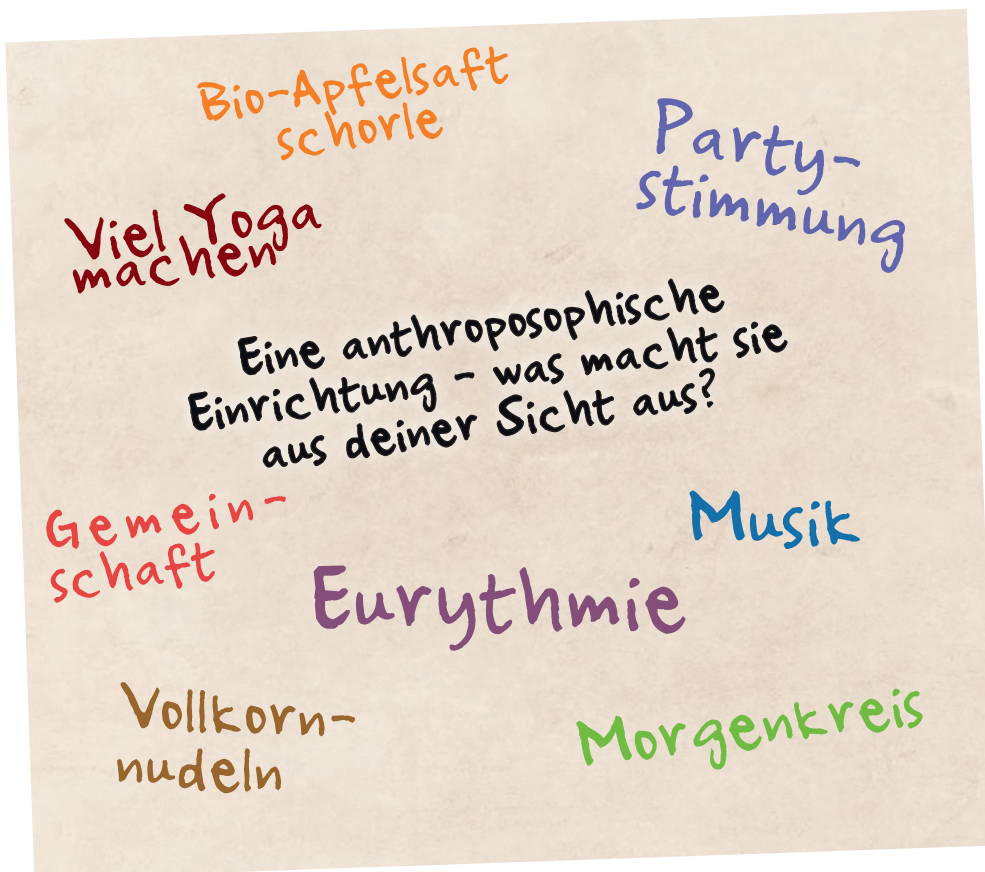 Bio-Apfelsaft
schorle
Party-
stimmung
Viel Yoga
machen
Eine anthroposophische
Einrichtung - was macht sie
aus deiner Sicht aus?
Gemein-
schaft
Musik
Eurythmie
Vollkorn-
nudeln
Morgenkreis